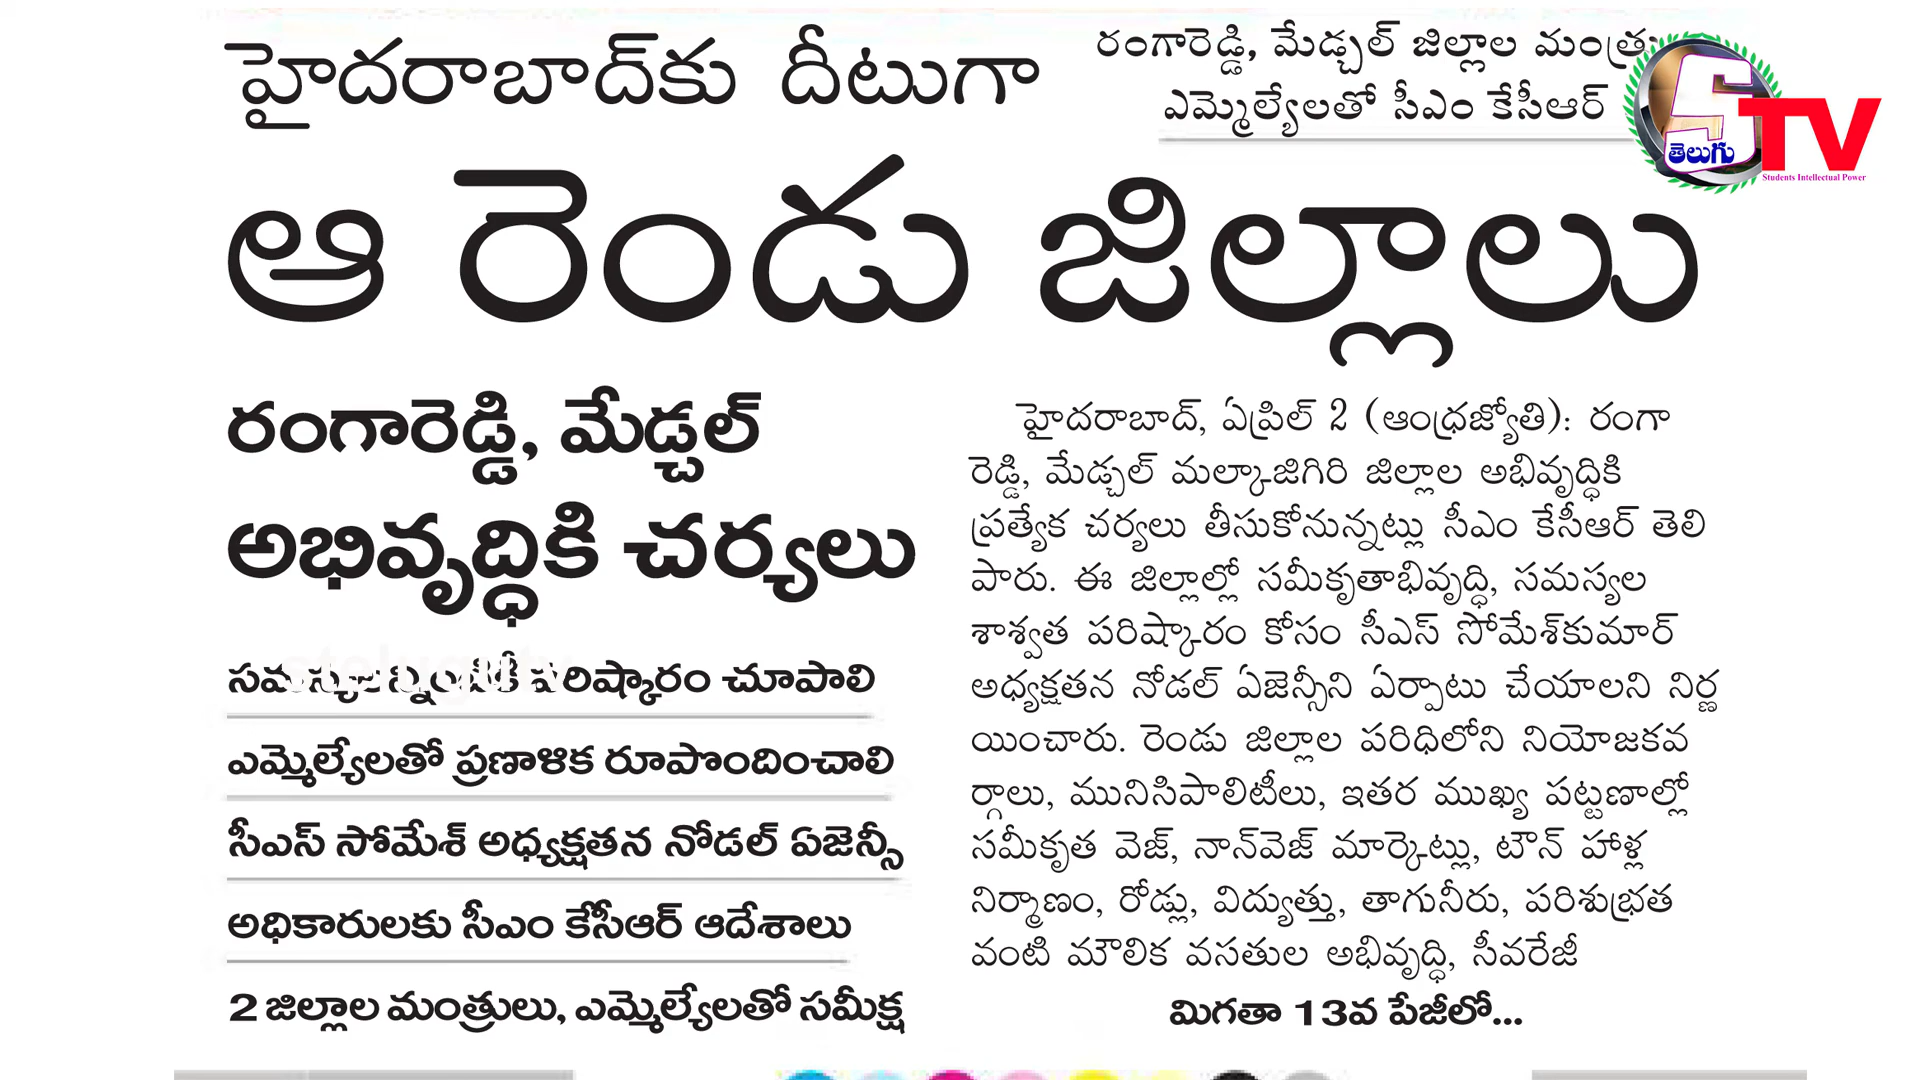 హైదరాబాద్‌కు దీటుగా
రంగారెడ్డి, మేడ్చల్ జిల్లాల మంత్రు
ఎమ్మెల్యేలతో సీఎం కేసీఆర్
తెలుగు
STV
Students Intellectual Power
ఆ రెండు జిల్లాలు
రంగారెడ్డి, మేడ్చల్
అభివృద్ధికి చర్యలు
పరిష్కారం చూపాలి
ఎమ్మెల్యేలతో ప్రణాళిక రూపొందించాలి
సీఎస్ సోమేశ్ అధ్యక్షతన నోడల్ ఏజెన్సీ
అధికారులకు సీఎం కేసీఆర్ ఆదేశాలు
2 జిల్లాల మంత్రులు, ఎమ్మెల్యేలతో సమీక్ష
హైదరాబాద్, ఏప్రిల్ 2 (ఆంధ్రజ్యోతి): రంగా
రెడ్డి, మేడ్చల్ మల్కాజిగిరి జిల్లాల అభివృద్ధికి
ప్రత్యేక చర్యలు తీసుకోనున్నట్లు సీఎం కేసీఆర్ తెలి
పారు. ఈ జిల్లాల్లో సమీకృతాభివృద్ధి, సమస్యల
శాశ్వత పరిష్కారం కోసం సీఎస్ సోమేశ్‌కుమార్
అధ్యక్షతన నోడల్ ఏజెన్సీని ఏర్పాటు చేయాలని నిర్ణ
యించారు. రెండు జిల్లాల పరిధిలోని నియోజకవ
ర్గాలు, మునిసిపాలిటీలు, ఇతర ముఖ్య పట్టణాల్లో
సమీకృత వెజ్, నాన్‌వెజ్ మార్కెట్లు, టౌన్ హాళ్ల
నిర్మాణం, రోడ్లు, విద్యుత్తు, తాగునీరు, పరిశుభ్రత
వంటి మౌలిక వసతుల అభివృద్ధి, సీవరేజీ
మిగతా 13వ పేజీలో...